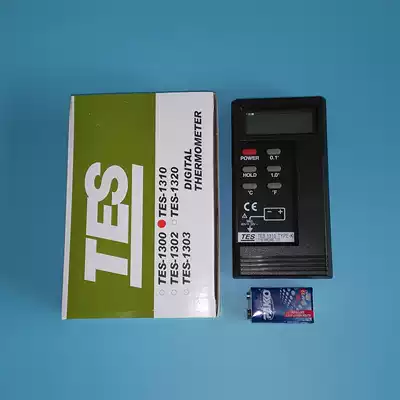 TES
TES-1300
TES-1310
TES-1302
TES-1320
TES-1303
DIGITAL
THERMOMETER
POWER
0.1°
HOLD
1.0°
°C
°F
CE
TES